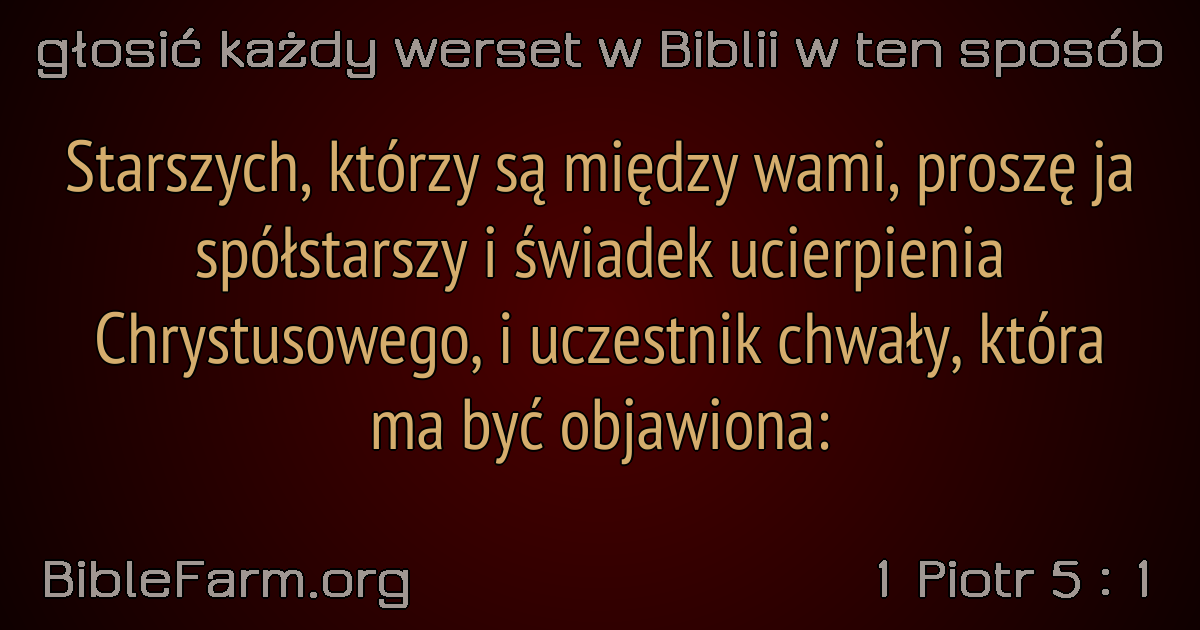 głosić każdy werset w Biblii w ten sposób
Starszych, którzy są między wami, proszę ja
spółstarszy i świadek ucierpienia
Chrystusowego, i uczestnik chwały, która
ma być objawiona:
BibleFarm.org
1 Piotr 5 : 1